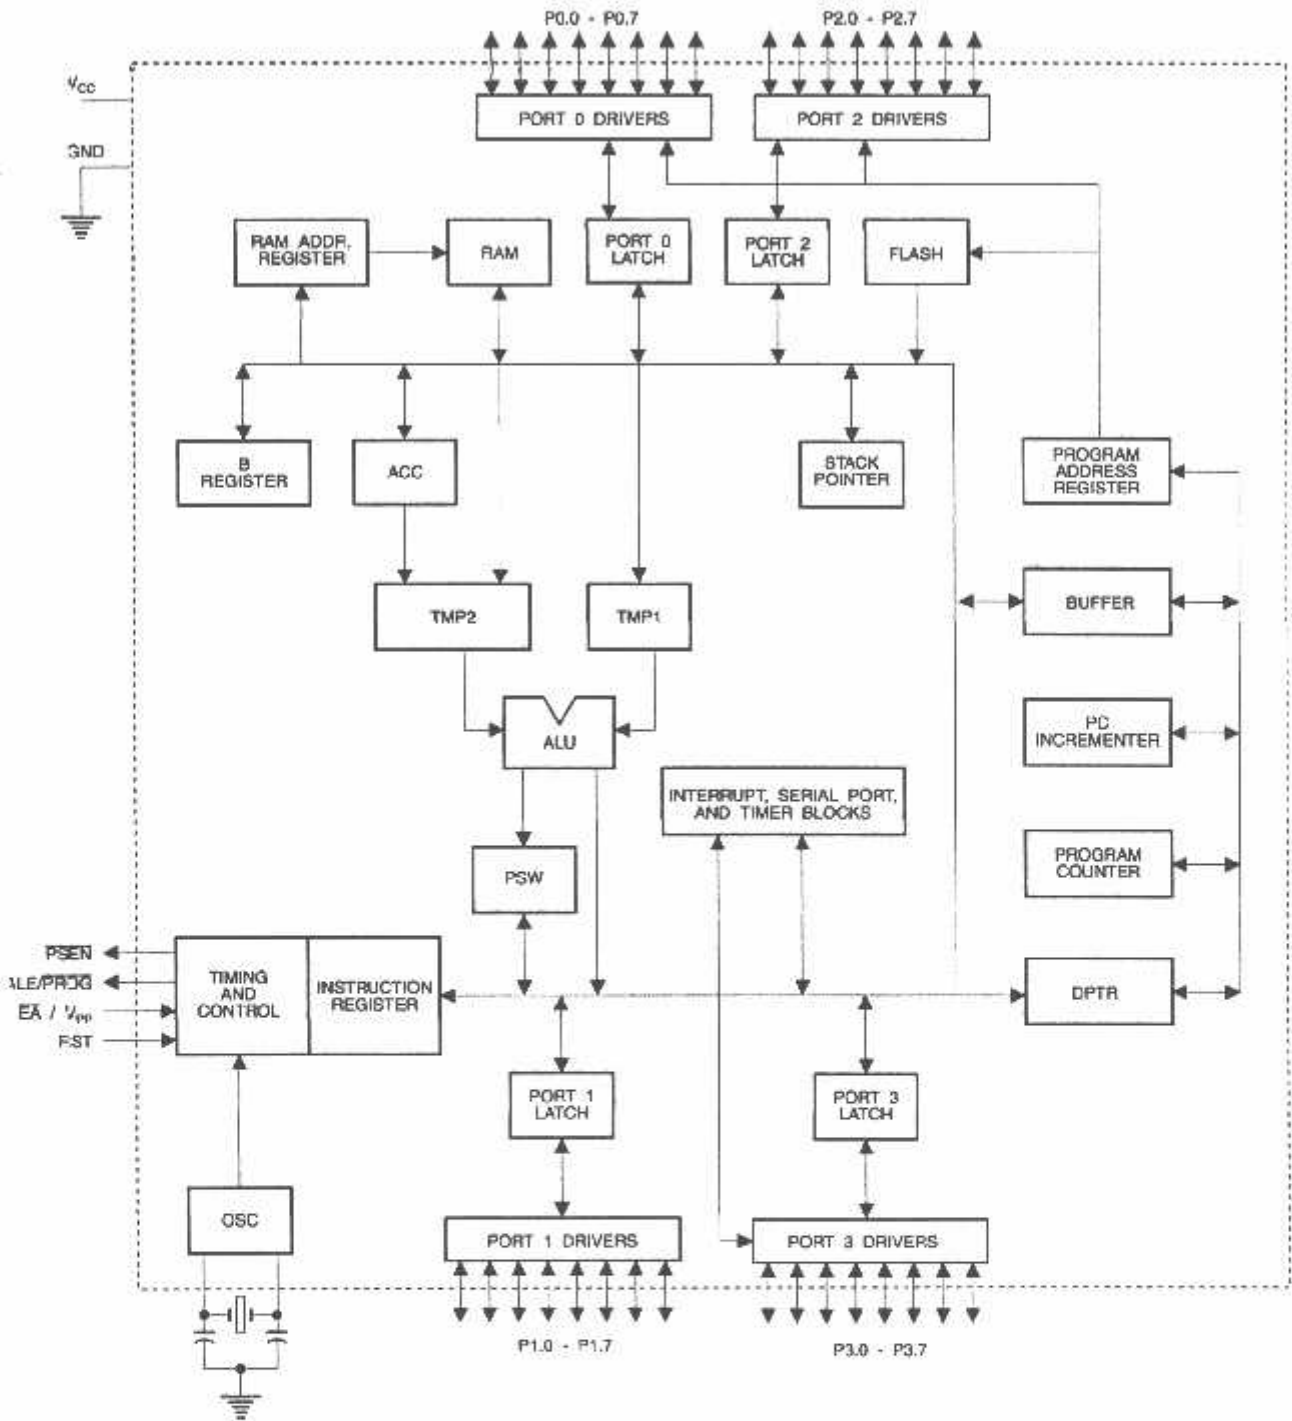 P0.0 - P0.7
P2.0 - P2.7
VCC
GND
PORT 0 DRIVERS
PORT 2 DRIVERS
RAM ADDR.
REGISTER
RAM
PORT 0
LATCH
PORT 2
LATCH
FLASH
B
REGISTER
ACC
STACK
POINTER
PROGRAM
ADDRESS
REGISTER
TMP2
TMP1
BUFFER
ALU
PC
INCREMENTER
INTERRUPT, SERIAL PORT,
AND TIMER BLOCKS
PSW
PROGRAM
COUNTER
PSEN
ALE/PROG
EA / VPP
RST
TIMING
AND
CONTROL
INSTRUCTION
REGISTER
DPTR
PORT 1
LATCH
PORT 3
LATCH
OSC
PORT 1 DRIVERS
PORT 3 DRIVERS
P1.0 - P1.7
P3.0 - P3.7